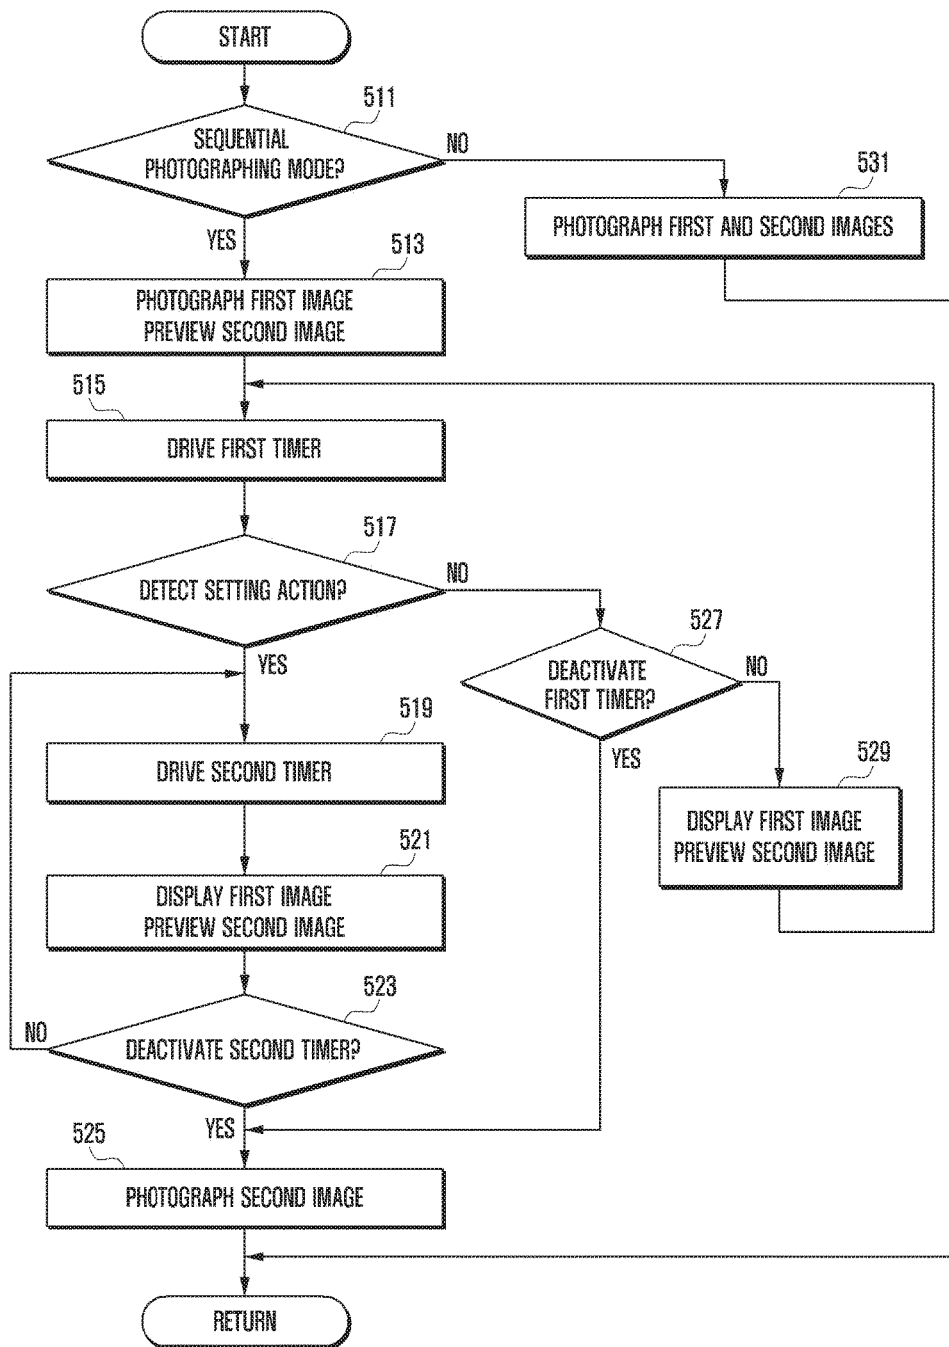 START
511
SEQUENTIAL
PHOTOGRAPHING MODE?
NO
YES
531
PHOTOGRAPH FIRST AND SECOND IMAGES
513
PHOTOGRAPH FIRST IMAGE
PREVIEW SECOND IMAGE
515
DRIVE FIRST TIMER
517
DETECT SETTING ACTION?
NO
YES
527
DEACTIVATE
FIRST TIMER?
NO
YES
519
DRIVE SECOND TIMER
529
DISPLAY FIRST IMAGE
PREVIEW SECOND IMAGE
521
DISPLAY FIRST IMAGE
PREVIEW SECOND IMAGE
523
DEACTIVATE SECOND TIMER?
NO
YES
525
PHOTOGRAPH SECOND IMAGE
RETURN